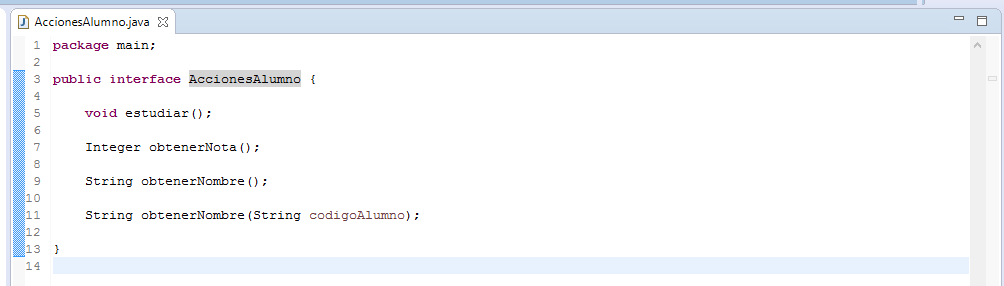 AccionesAlumno.java
1 package main;
2
3 public interface AccionesAlumno {
4
5 void estudiar();
6
7 Integer obtenerNota();
8
9 String obtenerNombre();
10
11 String obtenerNombre(String codigoAlumno);
12
13 }
14